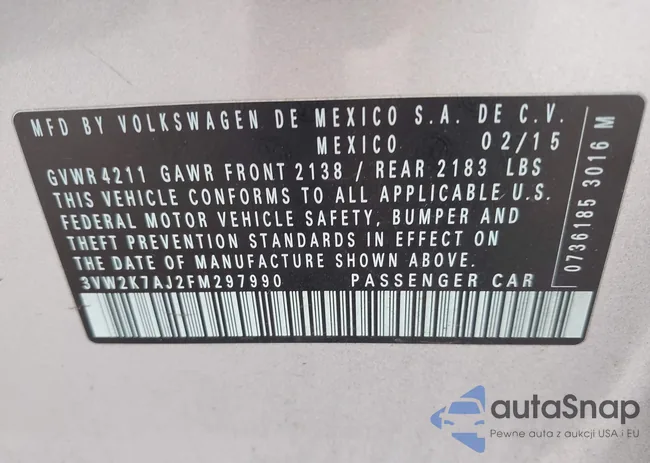 MFD BY VOLKSWAGEN DE MEXICO S.A. DE C.V.
MEXICO 02/15
GVWR 4211 GAWR FRONT 2138 / REAR 2183 LBS
THIS VEHICLE CONFORMS TO ALL APPLICABLE U.S.
FEDERAL MOTOR VEHICLE SAFETY, BUMPER AND
THEFT PREVENTION STANDARDS IN EFFECT ON
THE DATE OF MANUFACTURE SHOWN ABOVE.
3VW2K7AJ2FM297990 PASSENGER CAR
0736185 3016 M
autoSnap
Pewne auta z aukcji USA i EU